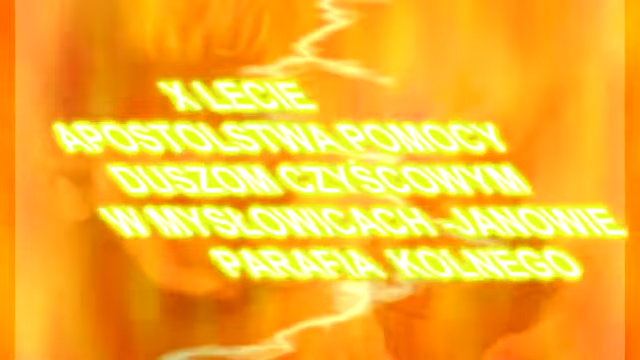 X LECIE
APOSTOLSTWA POMOCY
DUSZOM CZYŚCOWYM
W MYSŁOWICACH -JANOWIE.
PARAFIA KOLNEGO